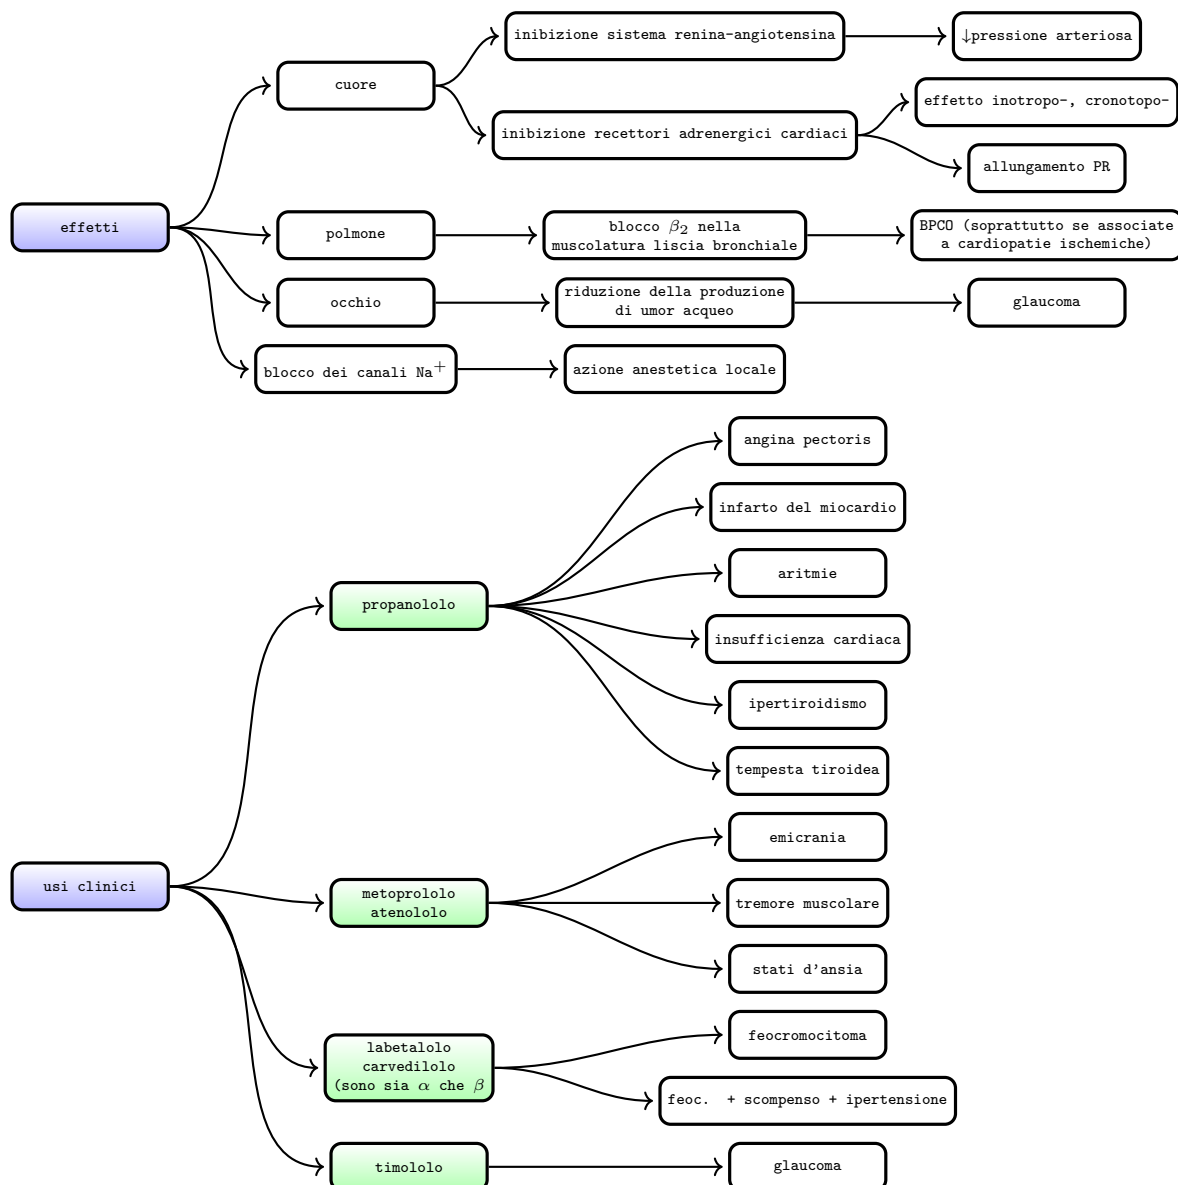 inibizione sistema renina-angiotensina
↓pressione arteriosa
cuore
effetto inotropo-, cronotopo-
inibizione recettori adrenergici cardiaci
allungamento PR
effetti
polmone
blocco β₂ nella
muscolatura liscia bronchiale
BPCO (soprattutto se associate
a cardiopatie ischemiche)
occhio
riduzione della produzione
di umor acqueo
glaucoma
blocco dei canali Na⁺
azione anestetica locale
angina pectoris
infarto del miocardio
aritmie
propanololo
insufficienza cardiaca
ipertiroidismo
tempesta tiroidea
emicrania
usi clinici
metoprololo
atenololo
tremore muscolare
stati d'ansia
feocromocitoma
labetalolo
carvedilolo
(sono sia α che β
feoc. + scompenso + ipertensione
timololo
glaucoma